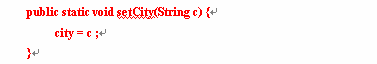 public static void setCity(String c) {
city = c ;
}